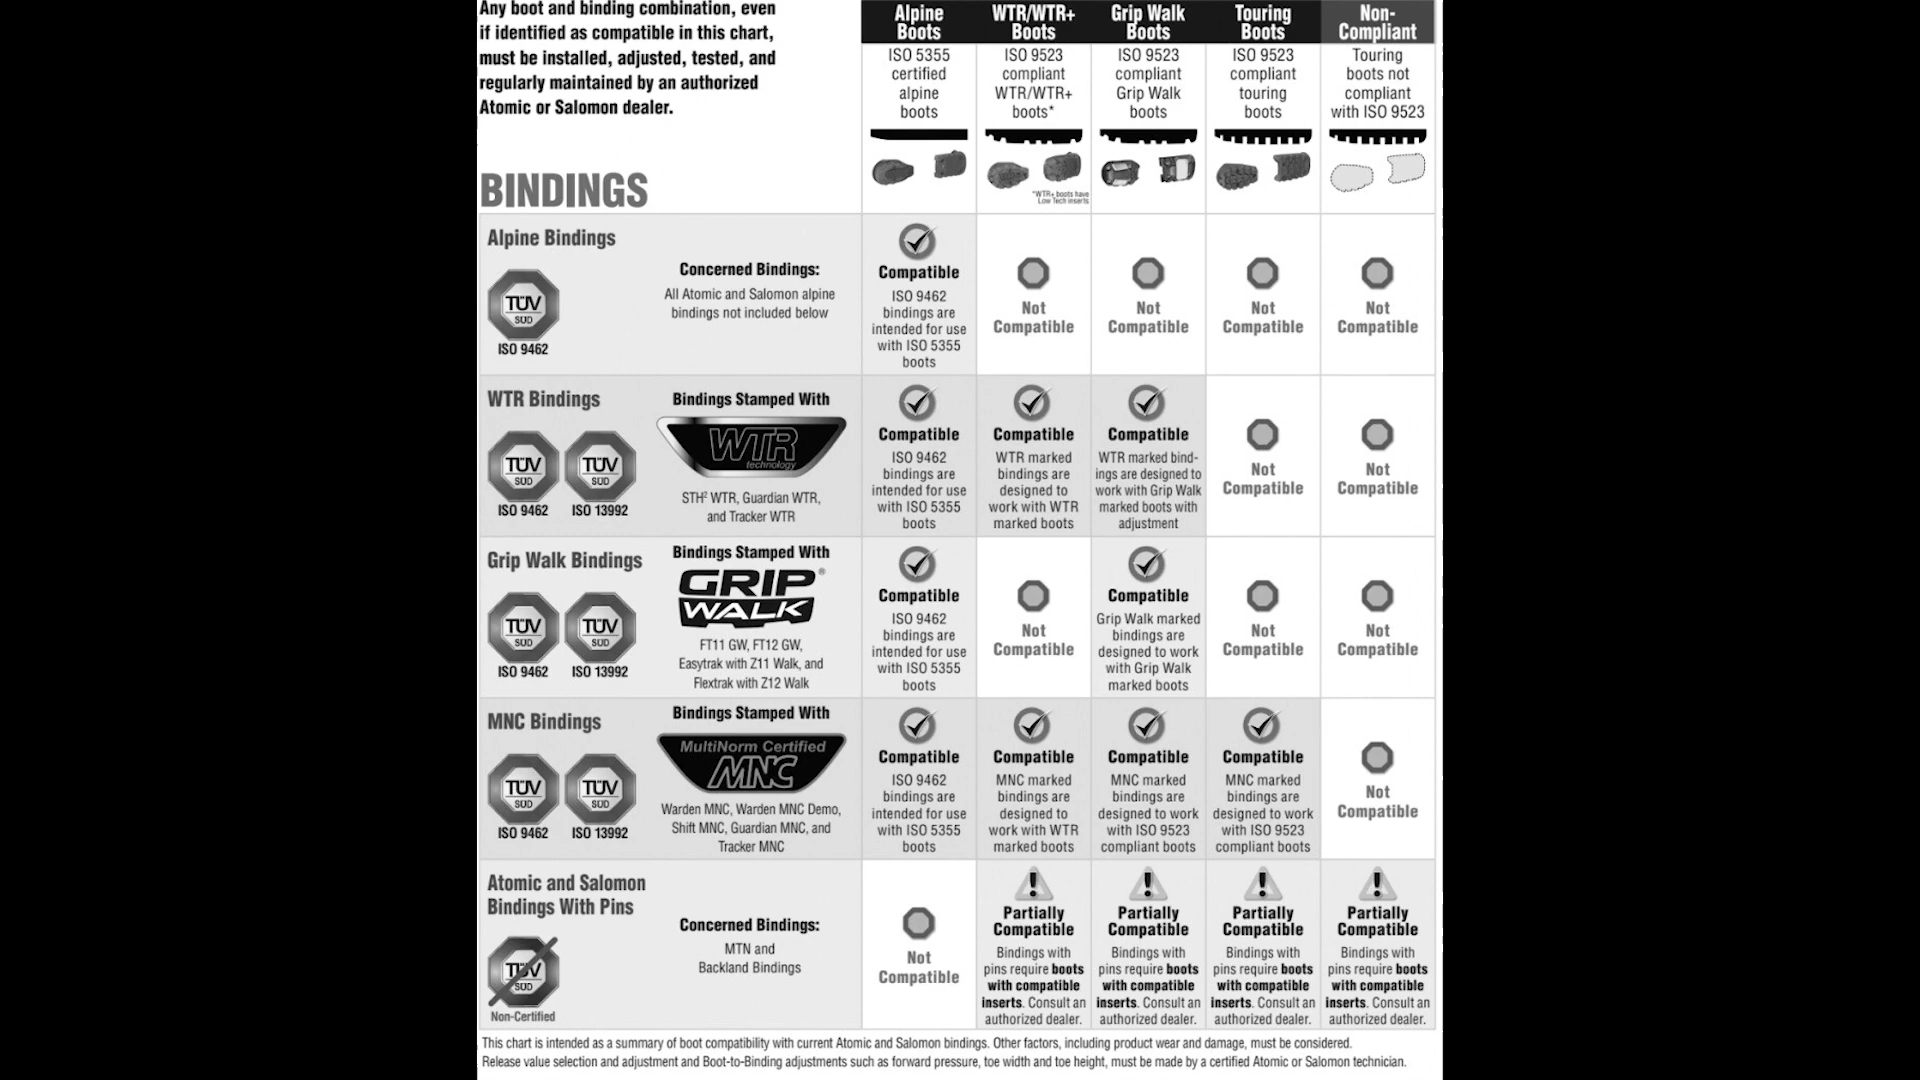 Any boot and binding combination, even
if identified as compatible in this chart,
must be installed, adjusted, tested, and
regularly maintained by an authorized
Atomic or Salomon dealer.
Alpine
Boots
ISO 5355
certified
alpine
boots
WTR/WTR+
Boots
ISO 9523
compliant
WTR/WTR+
boots*
*WTR+ boots have
Low Tech inserts
Grip Walk
Boots
ISO 9523
compliant
Grip Walk
boots
Touring
Boots
ISO 9523
compliant
touring
boots
Non-
Compliant
Touring
boots not
compliant
with ISO 9523
BINDINGS
Alpine Bindings
TÜV
SÜD
ISO 9462
Concerned Bindings:
All Atomic and Salomon alpine
bindings not included below
Compatible
ISO 9462
bindings are
intended for use
with ISO 5355
boots
Not
Compatible
Not
Compatible
Not
Compatible
Not
Compatible
WTR Bindings
TÜV
SÜD
ISO 9462
TÜV
SÜD
ISO 13992
Bindings Stamped With
WTR
technology
STH² WTR, Guardian WTR,
and Tracker WTR
Compatible
ISO 9462
bindings are
intended for use
with ISO 5355
boots
Compatible
WTR marked
bindings are
designed to
work with WTR
marked boots
Compatible
WTR marked bind-
ings are designed to
work with Grip Walk
marked boots with
adjustment
Not
Compatible
Not
Compatible
Grip Walk Bindings
TÜV
SÜD
ISO 9462
TÜV
SÜD
ISO 13992
Bindings Stamped With
GRIP®
WALK
FT11 GW, FT12 GW,
Easytrak with Z11 Walk, and
Flextrak with Z12 Walk
Compatible
ISO 9462
bindings are
intended for use
with ISO 5355
boots
Not
Compatible
Compatible
Grip Walk marked
bindings are
designed to work
with Grip Walk
marked boots
Not
Compatible
Not
Compatible
MNC Bindings
TÜV
SÜD
ISO 9462
TÜV
SÜD
ISO 13992
Bindings Stamped With
MultiNorm Certified
MNC
Warden MNC, Warden MNC Demo,
Shift MNC, Guardian MNC, and
Tracker MNC
Compatible
ISO 9462
bindings are
intended for use
with ISO 5355
boots
Compatible
MNC marked
bindings are
designed to
work with WTR
marked boots
Compatible
MNC marked
bindings are
designed to work
with ISO 9523
compliant boots
Compatible
MNC marked
bindings are
designed to work
with ISO 9523
compliant boots
Not
Compatible
Atomic and Salomon
Bindings With Pins
TÜV
SÜD
Non-Certified
Concerned Bindings:
MTN and
Backland Bindings
Not
Compatible
Partially
Compatible
Bindings with
pins require boots
with compatible
inserts. Consult an
authorized dealer.
Partially
Compatible
Bindings with
pins require boots
with compatible
inserts. Consult an
authorized dealer.
Partially
Compatible
Bindings with
pins require boots
with compatible
inserts. Consult an
authorized dealer.
Partially
Compatible
Bindings with
pins require boots
with compatible
inserts. Consult an
authorized dealer.
This chart is intended as a summary of boot compatibility with current Atomic and Salomon bindings. Other factors, including product wear and damage, must be considered.
Release value selection and adjustment and Boot-to-Binding adjustments such as forward pressure, toe width and toe height, must be made by a certified Atomic or Salomon technician.